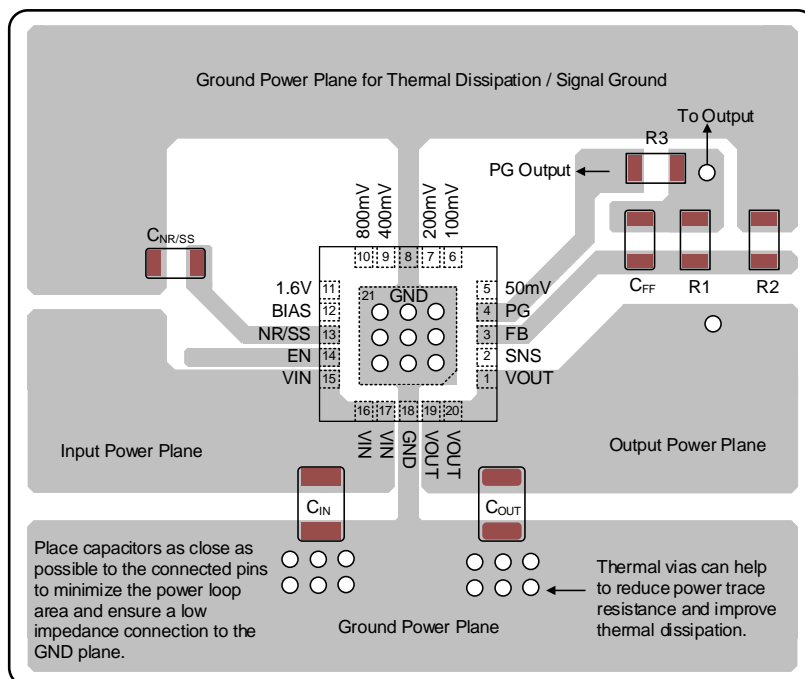 Ground Power Plane for Thermal Dissipation / Signal Ground
To Output
R3
PG Output
800mV
400mV
200mV
100mV
CNR/SS
10
9
8
7
6
CFF
R1
R2
1.6V
BIAS
NR/SS
EN
VIN
11
12
13
14
15
21
GND
5
4
3
2
1
50mV
PG
FB
SNS
VOUT
16
17
18
19
20
VIN
VIN
GND
VOUT
VOUT
Input Power Plane
Output Power Plane
CIN
COUT
Place capacitors as close as
possible to the connected pins
to minimize the power loop
area and ensure a low
impedance connection to the
GND plane.
Thermal vias can help
to reduce power trace
resistance and improve
thermal dissipation.
Ground Power Plane